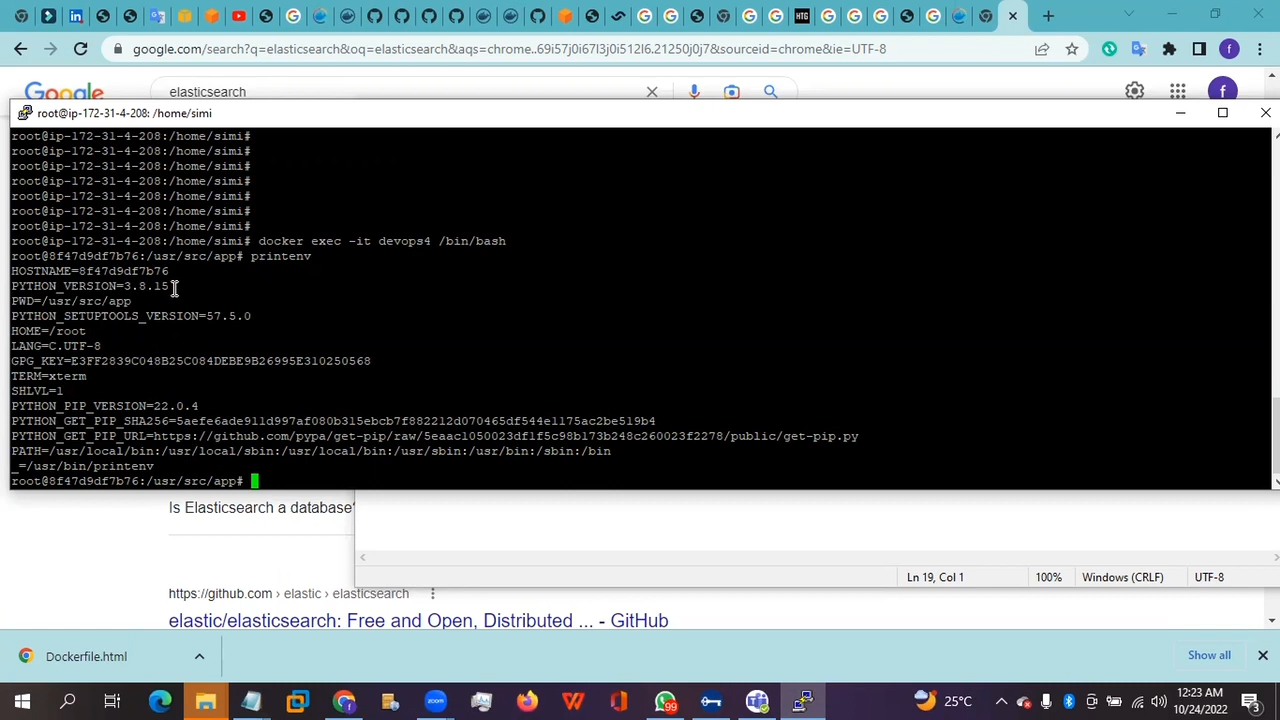 google.com/search?q=elasticsearch&oq=elasticsearch&aqs=chrome..69i57j0i67l3j0i512l6.21250j0j7&sourceid=chrome&ie=UTF-8
f
Google
elasticsearch
f
root@ip-172-31-4-208: /home/simi
root@ip-172-31-4-208:/home/simi#
root@ip-172-31-4-208:/home/simi#
root@ip-172-31-4-208:/home/simi#
root@ip-172-31-4-208:/home/simi#
root@ip-172-31-4-208:/home/simi#
root@ip-172-31-4-208:/home/simi#
root@ip-172-31-4-208:/home/simi#
root@ip-172-31-4-208:/home/simi# docker exec -it devops4 /bin/bash
root@8f47d9df7b76:/usr/src/app# printenv
HOSTNAME=8f47d9df7b76
PYTHON_VERSION=3.8.15
PWD=/usr/src/app
PYTHON_SETUPTOOLS_VERSION=57.5.0
HOME=/root
LANG=C.UTF-8
GPG_KEY=E3FF2839C048B25C084DEBE9B26995E310250568
TERM=xterm
SHLVL=1
PYTHON_PIP_VERSION=22.0.4
PYTHON_GET_PIP_SHA256=5aefe6ade911d997af080b315ebcb7f882212d070465df544e1175ac2be519b4
PYTHON_GET_PIP_URL=https://github.com/pypa/get-pip/raw/5eaac1050023df1f5c98b173b248c260023f2278/public/get-pip.py
PATH=/usr/local/bin:/usr/local/sbin:/usr/local/bin:/usr/sbin:/usr/bin:/sbin:/bin
_=/usr/bin/printenv
root@8f47d9df7b76:/usr/src/app#
Is Elasticsearch a database?
Ln 19, Col 1
100%
Windows (CRLF)
UTF-8
https://github.com › elastic › elasticsearch
elastic/elasticsearch: Free and Open, Distributed ... - GitHub
Dockerfile.html
Show all
25°C
12:23 AM
10/24/2022